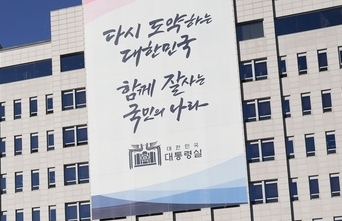 다시 도약하는
대한민국
함께 잘사는
국민의 나라
대한민국
대통령실